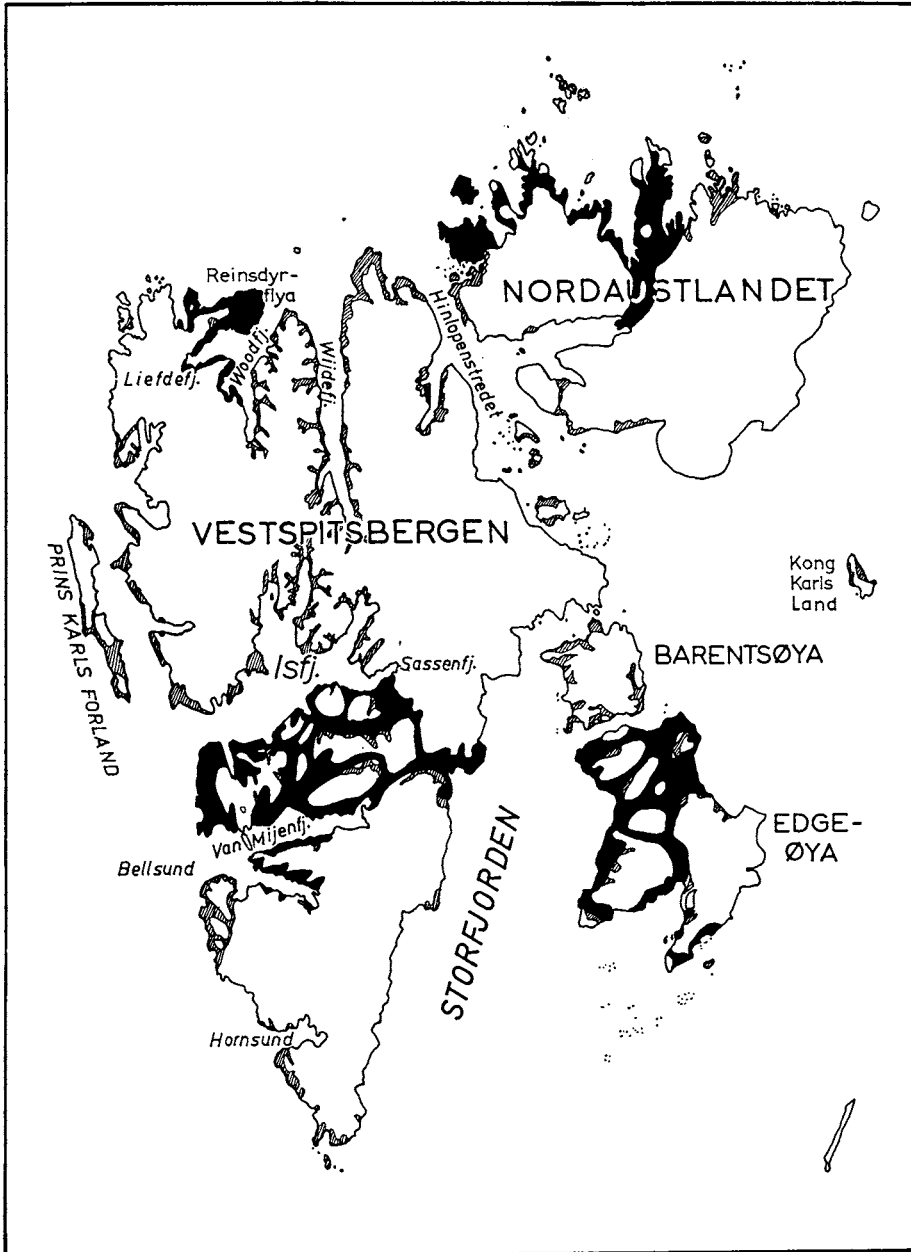 Reinsdyr-
flya
NORDAUSTLANDET
Hinlopenstredet
Woodfj.
Wijdefj.
Liefdefj.
VESTSPITSBERGEN
PRINS KARLS FORLAND
Kong
Karls
Land
Isfj.
Sassenfj.
BARENTSØYA
EDGE-
ØYA
Van Mijenfj.
Bellsund
STORFJORDEN
Hornsund